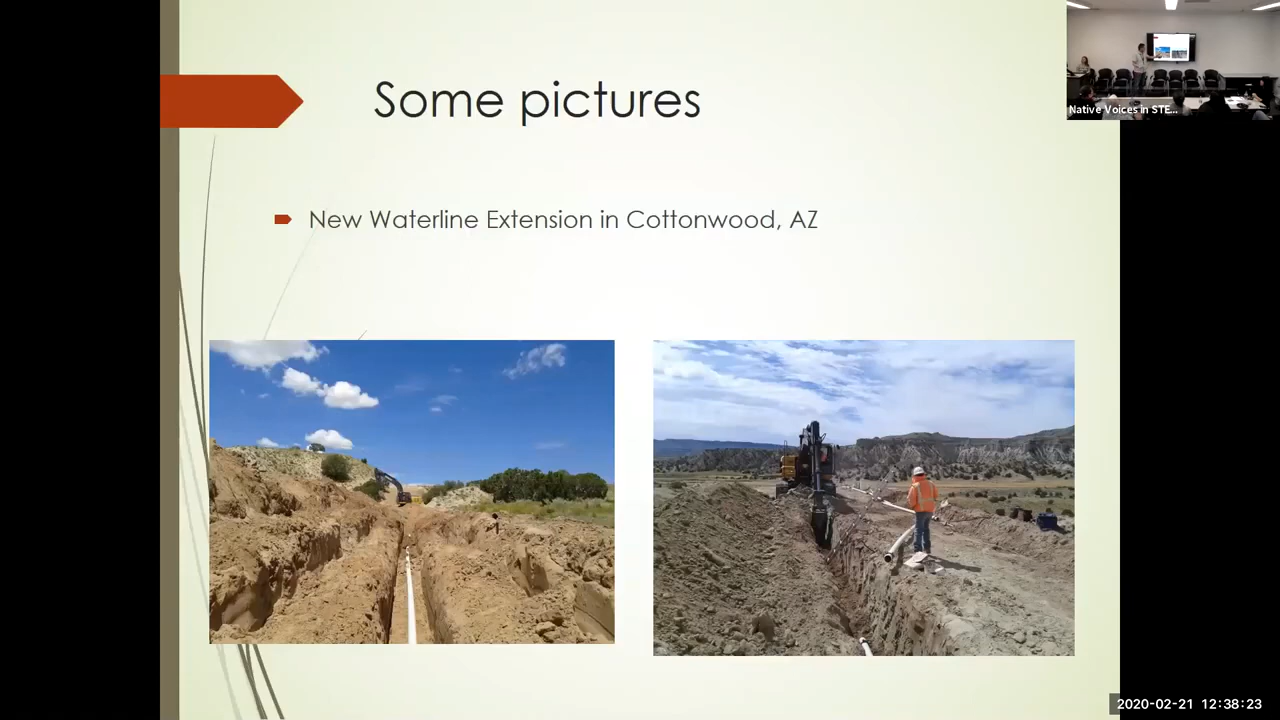 Some pictures
New Waterline Extension in Cottonwood, AZ
Native Voices in STE...
2020-02-21 12:38:23